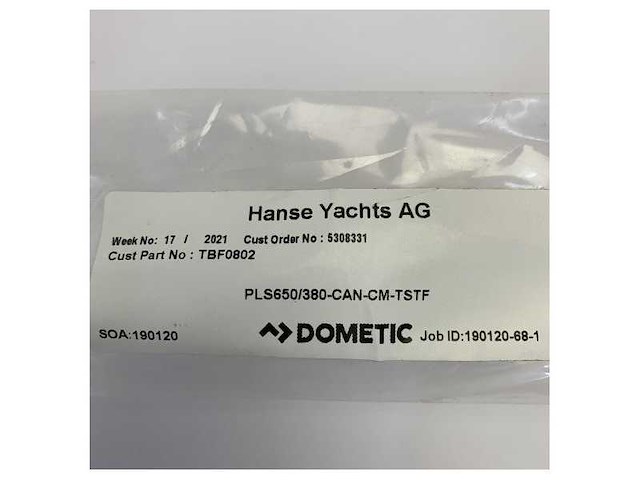 Hanse Yachts AG
Week No: 17 / 2021 Cust Order No : 5308331
Cust Part No : TBF0802
PLS650/380-CAN-CM-TSTF
SOA:190120 DOMETIC Job ID:190120-68-1